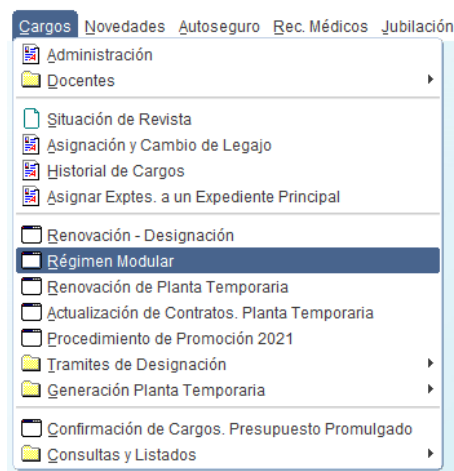 Cargos Novedades Autoseguro Rec. Médicos Jubilación
Administración
Docentes
Situación de Revista
Asignación y Cambio de Legajo
Historial de Cargos
Asignar Exptes. a un Expediente Principal
Renovación - Designación
Régimen Modular
Renovación de Planta Temporaria
Actualización de Contratos. Planta Temporaria
Procedimiento de Promoción 2021
Tramites de Designación
Generación Planta Temporaria
Confirmación de Cargos. Presupuesto Promulgado
Consultas y Listados